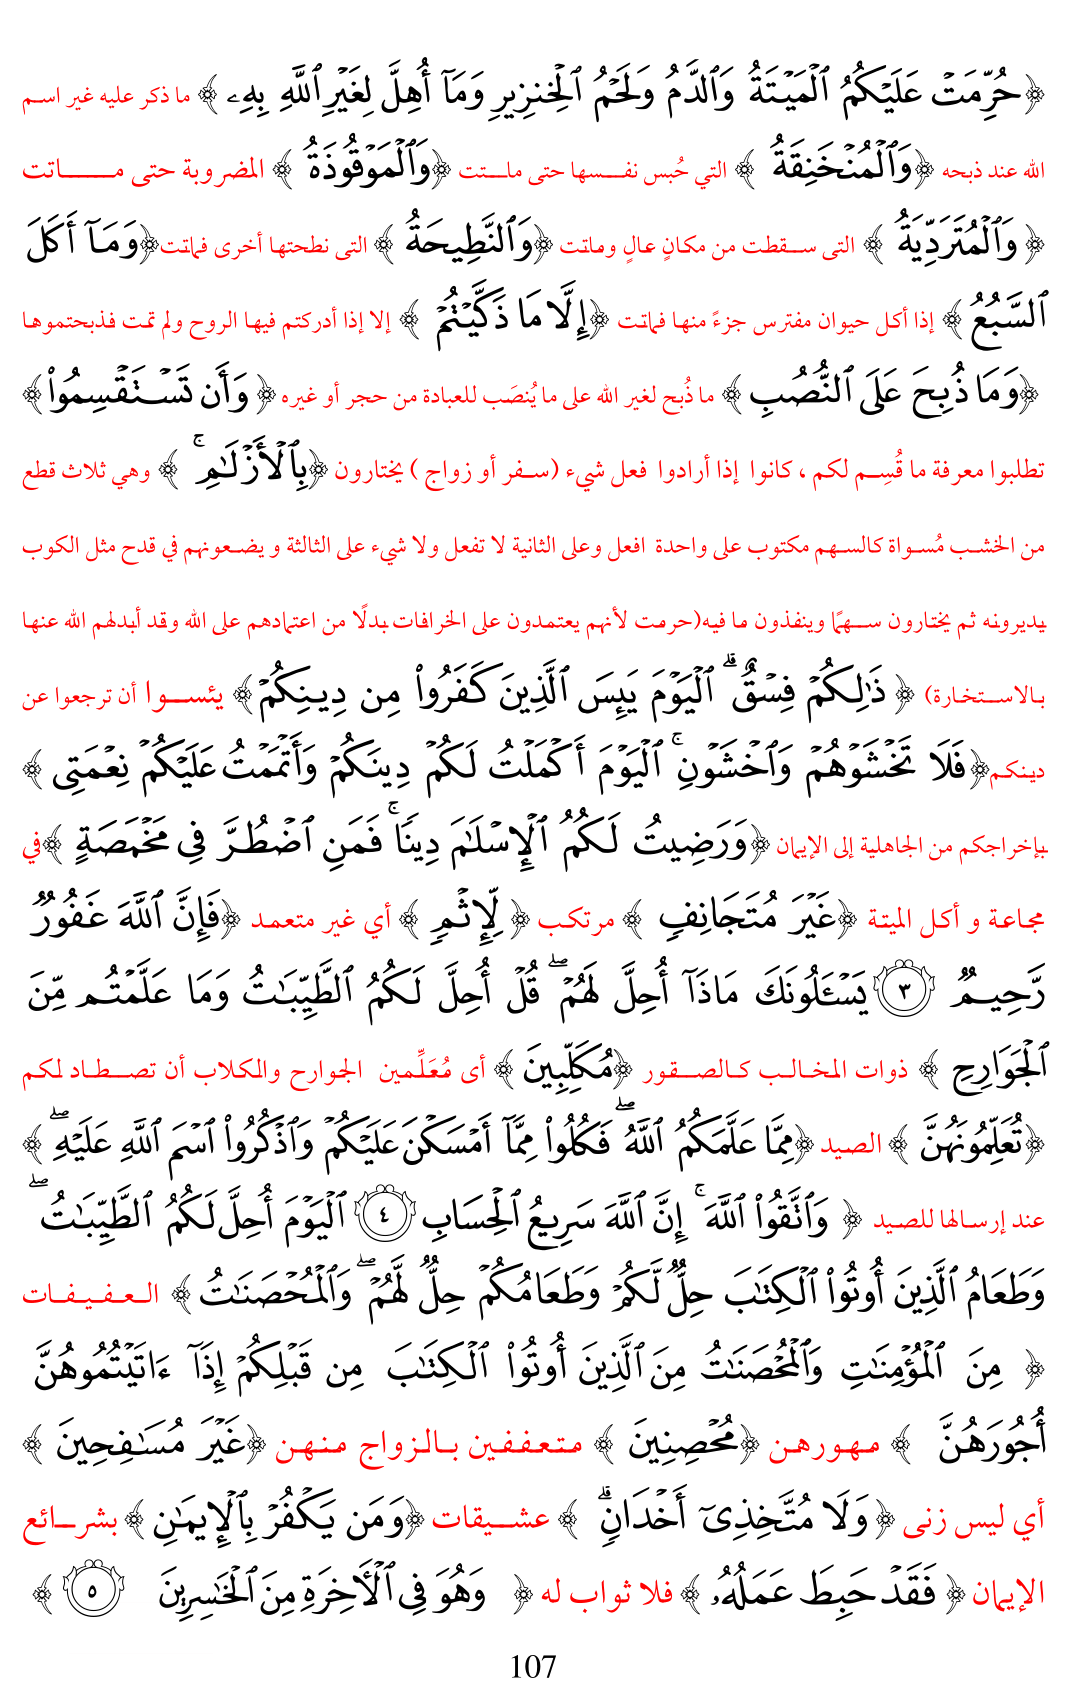 ﴿حُرِّمَتۡ عَلَيۡكُمُ ٱلۡمَيۡتَةُ وَٱلدَّمُ وَلَحۡمُ ٱلۡخِنزِيرِ وَمَآ أُهِلَّ لِغَيۡرِ ٱللَّهِ بِهِۦ ﴾ ما ذكر عليه غير اسم
الله عند ذبحه ﴿وَٱلۡمُنۡخَنِقَةُ ﴾ التي حُبس نفسها حتى ماتت ﴿وَٱلۡمَوۡقُوذَةُ ﴾ المضروبة حتى ماتت
﴿وَٱلۡمُتَرَدِّيَةُ ﴾ التى سقطت من مكانٍ عالٍ وماتت ﴿وَٱلنَّطِيحَةُ ﴾ التى نطحتها أخرى فماتت﴿وَمَآ أَكَلَ
ٱلسَّبُعُ﴾ إذا أكل حيوان مفترس جزءً منها فماتت ﴿إِلَّا مَا ذَكَّيۡتُمۡ ﴾ إلا إذا أدركتم فيها الروح ولم تمت فذبحتموها
﴿وَمَا ذُبِحَ عَلَى ٱلنُّصُبِ﴾ ما ذُبح لغير الله على ما يُنصَب للعبادة من حجر أو غيره ﴿وَأَن تَسۡتَقۡسِمُواْ﴾
تطلبوا معرفة ما قُسِم لكم ، كانوا إذا أرادوا فعل شيء (سفر أو زواج ) يختارون ﴿بِٱلۡأَزۡلَٰمِۚ ﴾ وهي ثلاث قطع
من الخشب مُسواة كالسهم مكتوب على واحدة افعل وعلى الثانية لا تفعل ولا شيء على الثالثة و يضعونهم في قدح مثل الكوب
يديرونه ثم يختارون سهمًا وينفذون ما فيه(حرمت لأنهم يعتمدون على الخرافات بدلًا من اعتمادهم على الله وقد أبدلهم الله عنها
بالاستخارة) ﴿ ذَٰلِكُمۡ فِسۡقٌۗ ٱلۡيَوۡمَ يَئِسَ ٱلَّذِينَ كَفَرُواْ مِن دِينِكُمۡ﴾ يئسوا أن ترجعوا عن
دينكم﴿فَلَا تَخۡشَوۡهُمۡ وَٱخۡشَوۡنِۚ ٱلۡيَوۡمَ أَكۡمَلۡتُ لَكُمۡ دِينَكُمۡ وَأَتۡمَمۡتُ عَلَيۡكُمۡ نِعۡمَتِى ﴾
بإخراجكم من الجاهلية إلى الإيمان ﴿وَرَضِيتُ لَكُمُ ٱلۡإِسۡلَٰمَ دِينًاۚ فَمَنِ ٱضۡطُرَّ فِى مَخۡمَصَةٍ ﴾في
مجاعة و أكل الميتة ﴿غَيۡرَ مُتَجَانِفٍ ﴾ مرتكب ﴿ لِّإِثۡمٍ ﴾ أي غير متعمد ﴿فَإِنَّ ٱللَّهَ غَفُورٌ
رَّحِيمٌ ٣ يَسۡـَٔلُونَكَ مَاذَآ أُحِلَّ لَهُمۡۖ قُلۡ أُحِلَّ لَكُمُ ٱلطَّيِّبَٰتُ وَمَا عَلَّمۡتُم مِّنَ
ٱلۡجَوَارِحِ ﴾ ذوات المخالب كالصقور ﴿مُكَلِّبِينَ ﴾ أى مُعَلِّمين الجوارح والكلاب أن تصطاد لكم
﴿تُعَلِّمُونَهُنَّ ﴾ الصيد ﴿مِمَّا عَلَّمَكُمُ ٱللَّهُۖ فَكُلُواْ مِمَّآ أَمۡسَكۡنَ عَلَيۡكُمۡ وَٱذۡكُرُواْ ٱسۡمَ ٱللَّهِ عَلَيۡهِۖ ﴾
عند إرسالها للصيد ﴿ وَٱتَّقُواْ ٱللَّهَۚ إِنَّ ٱللَّهَ سَرِيعُ ٱلۡحِسَابِ ٤ ٱلۡيَوۡمَ أُحِلَّ لَكُمُ ٱلطَّيِّبَٰتُۖ
وَطَعَامُ ٱلَّذِينَ أُوتُواْ ٱلۡكِتَٰبَ حِلٌّ لَّكُمۡ وَطَعَامُكُمۡ حِلٌّ لَّهُمۡۖ وَٱلۡمُحۡصَنَٰتُ ﴾ العفيفات
﴿ مِنَ ٱلۡمُؤۡمِنَٰتِ وَٱلۡمُحۡصَنَٰتُ مِنَ ٱلَّذِينَ أُوتُواْ ٱلۡكِتَٰبَ مِن قَبۡلِكُمۡ إِذَآ ءَاتَيۡتُمُوهُنَّ
أُجُورَهُنَّ ﴾ مهورهن ﴿مُحۡصِنِينَ ﴾ متعففين بالزواج منهن ﴿غَيۡرَ مُسَٰفِحِينَ ﴾
أي ليس زنى ﴿وَلَا مُتَّخِذِىٓ أَخۡدَانٍۗ ﴾ عشيقات ﴿وَمَن يَكۡفُرۡ بِٱلۡإِيمَٰنِ ﴾ بشرائع
الإيمان ﴿فَقَدۡ حَبِطَ عَمَلُهُۥ ﴾ فلا ثواب له ﴿ وَهُوَ فِى ٱلۡأٓخِرَةِ مِنَ ٱلۡخَٰسِرِينَ ٥ ﴾
107